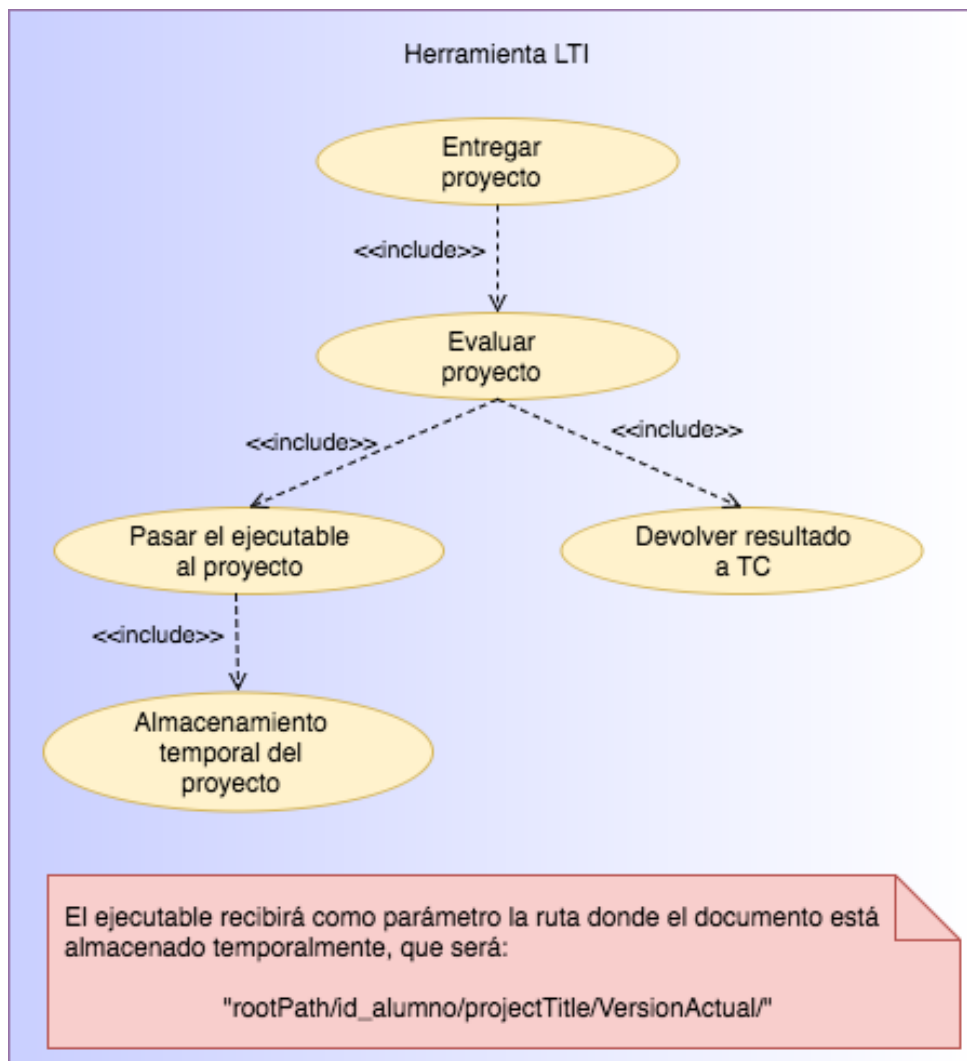 Herramienta LTI
Entregar
proyecto
<<include>>
Evaluar
proyecto
<<include>>
<<include>>
Pasar el ejecutable
al proyecto
Devolver resultado
a TC
<<include>>
Almacenamiento
temporal del
proyecto
El ejecutable recibirá como parámetro la ruta donde el documento está
almacenado temporalmente, que será:
"rootPath/id_alumno/projectTitle/VersionActual/"